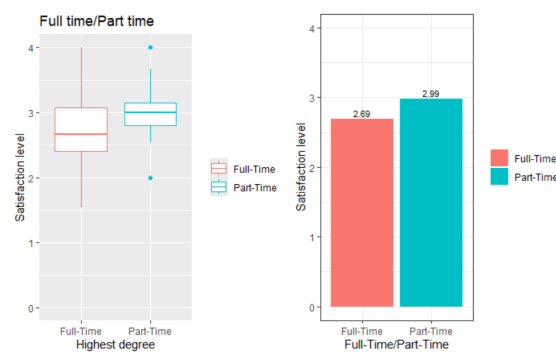 Full time/Part time
Satisfaction level
4
3
2
1
0
Full-Time
Part-Time
Highest degree
Full-Time
Part-Time
Satisfaction level
4
3
2
1
0
2.69
2.99
Full-Time
Part-Time
Full-Time/Part-Time
Full-Time
Part-Time